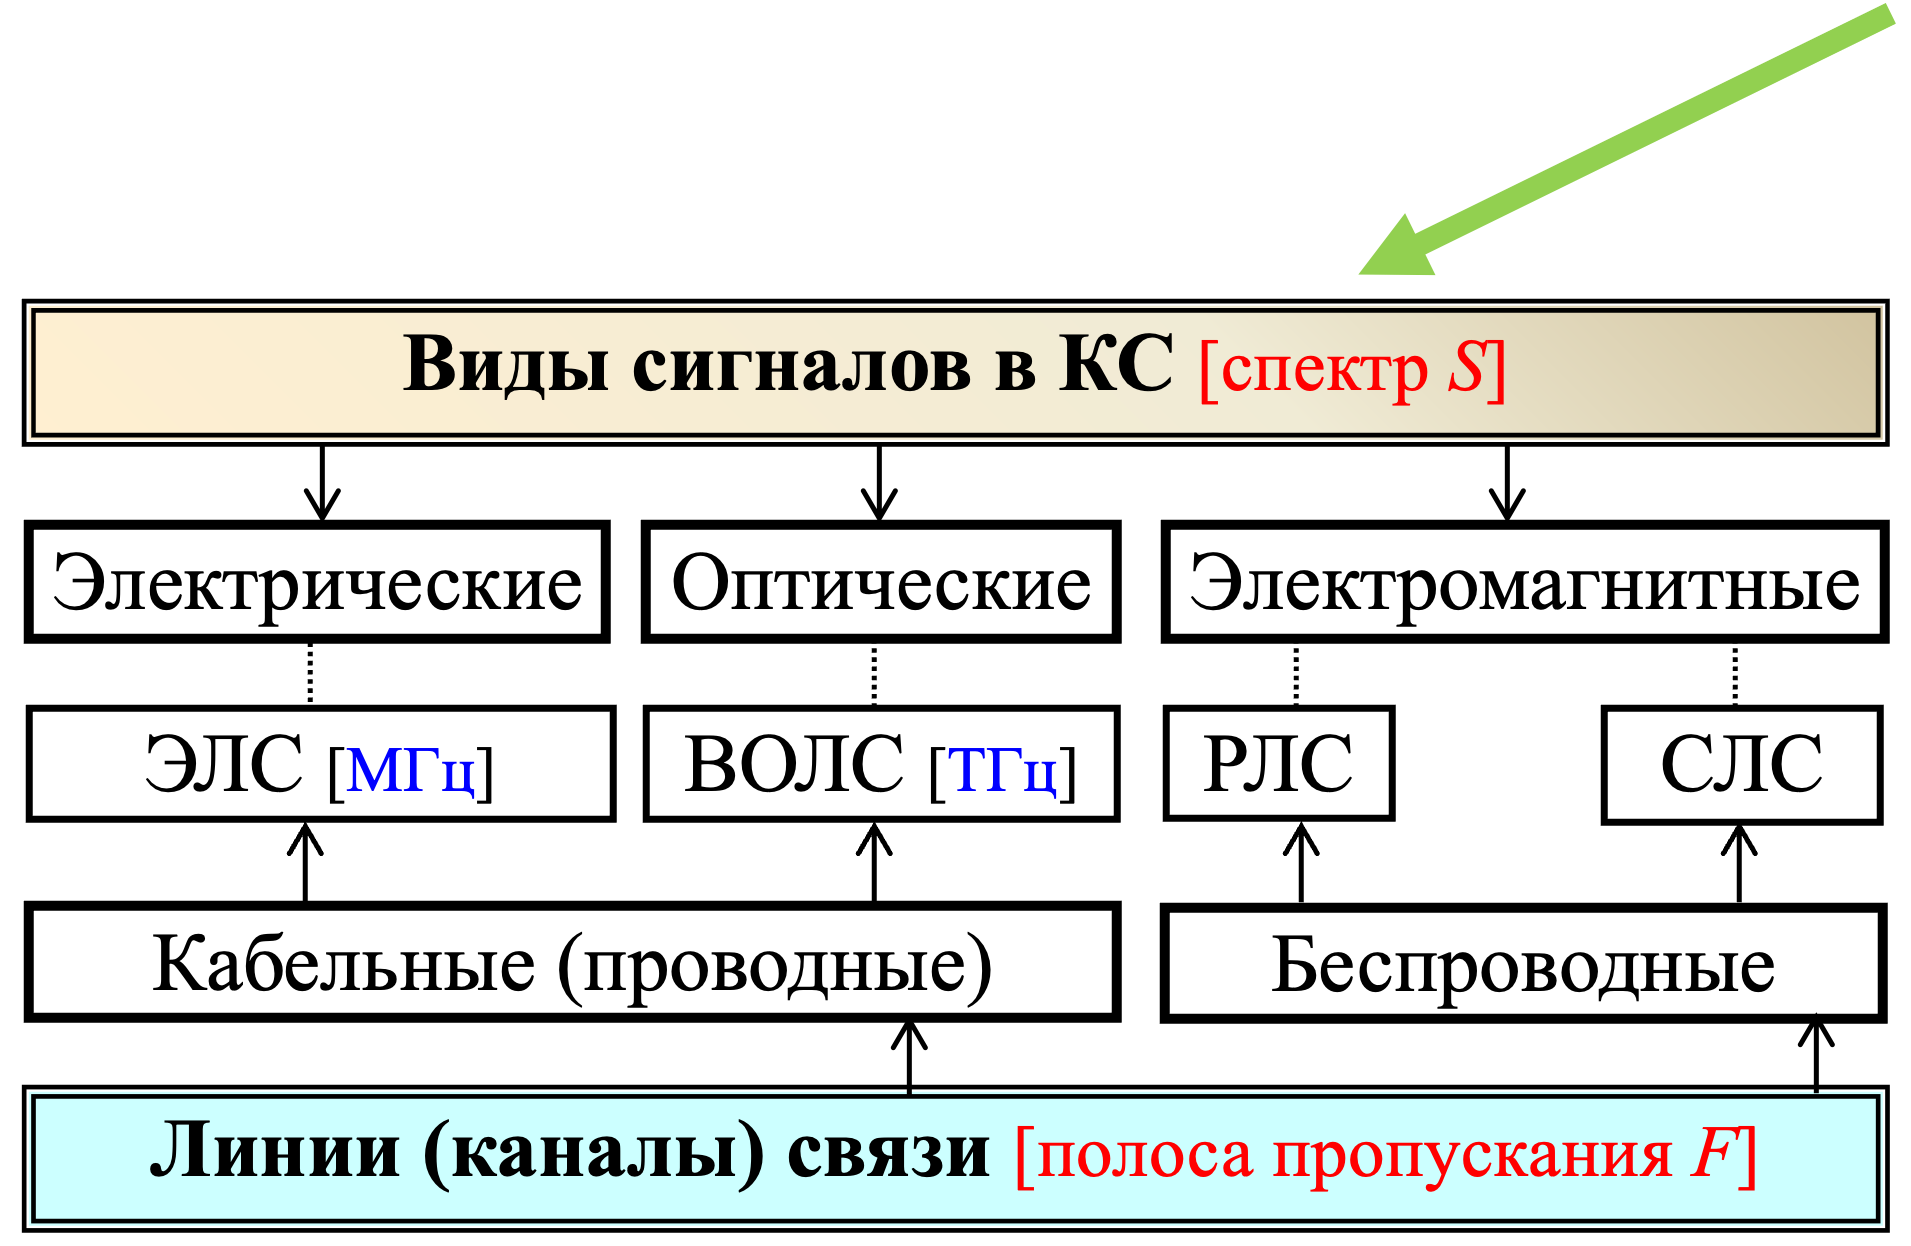 Виды сигналов в КС [спектр S]
Электрические
Оптические
Электромагнитные
ЭЛС [МГц]
ВОЛС [ТГц]
РЛС
СЛС
Кабельные (проводные)
Беспроводные
Линии (каналы) связи [полоса пропускания F]